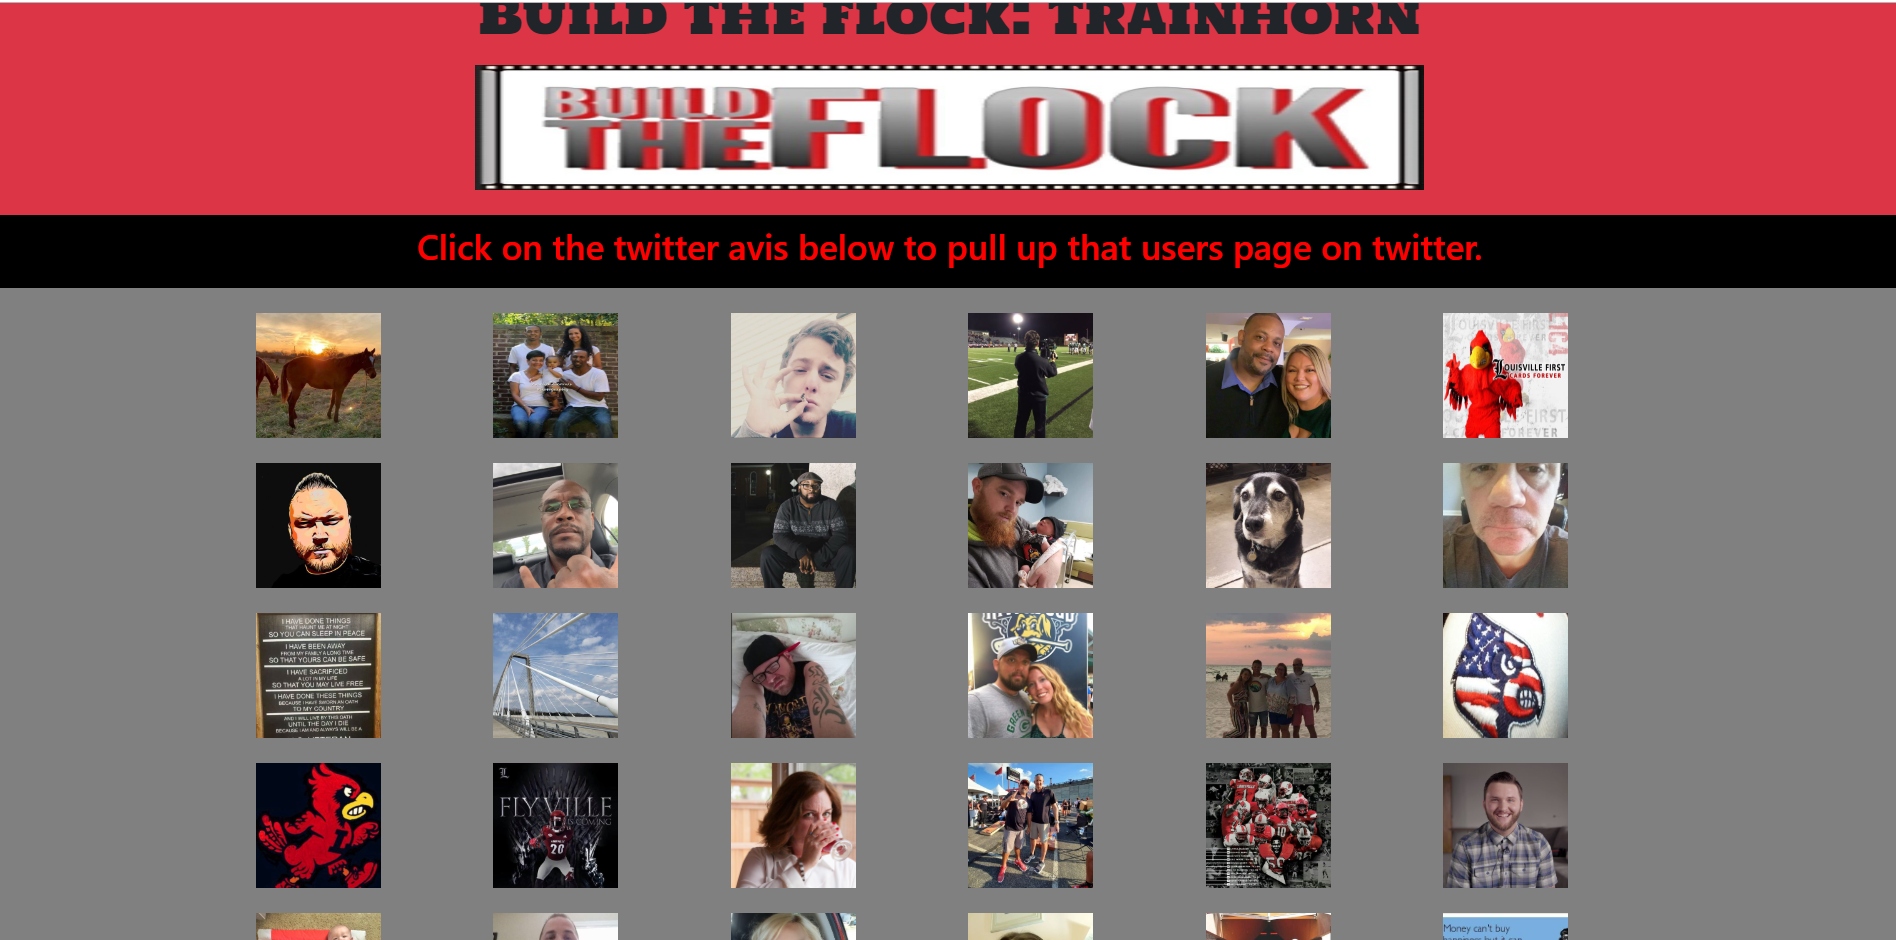 BUILD THE FLOCK: TRAINHORN
BUILD
THE FLOCK
Click on the twitter avis below to pull up that users page on twitter.
LOUISVILLE FIRST
CARDS FOREVER
I HAVE DONE THINGS
THAT HAUNT ME AT NIGHT
SO YOU CAN SLEEP IN PEACE
I HAVE BEEN AWAY
FROM MY FAMILY A LONG TIME
SO THAT YOURS CAN BE SAFE
I HAVE SACRIFICED
A LOT IN MY LIFE
SO THAT YOU MAY LIVE FREE
I HAVE DONE THESE THINGS
BECAUSE I HAVE SWORN AN OATH
TO MY COUNTRY
AND I WILL LIVE BY THIS OATH
UNTIL THE DAY I DIE
BECAUSE I AM AND ALWAYS WILL BE A
GREEN
L
FLYVILLE
IS COMING
20
10
Money can't buy